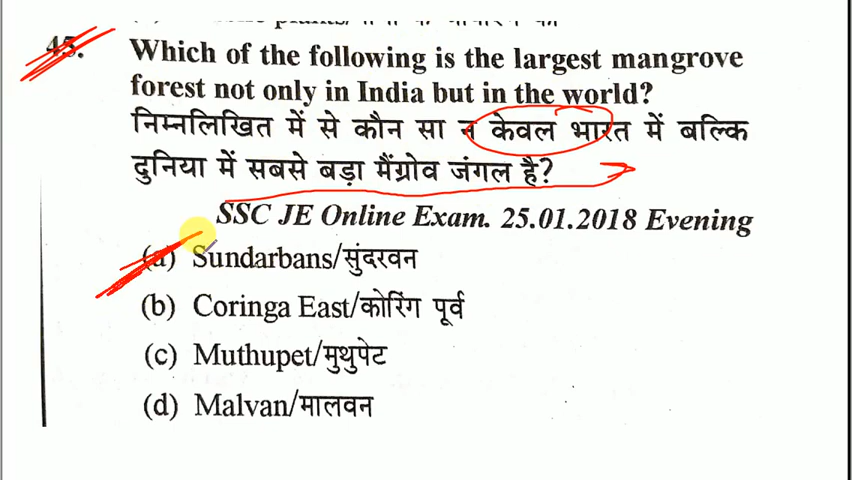 45. Which of the following is the largest mangrove
forest not only in India but in the world?
निम्नलिखित में से कौन सा न केवल भारत में बल्कि
दुनिया में सबसे बड़ा मैंग्रोव जंगल है?
SSC JE Online Exam. 25.01.2018 Evening
(a) Sundarbans/सुंदरवन
(b) Coringa East/कोरिंग पूर्व
(c) Muthupet/मुथुपेट
(d) Malvan/मालवन